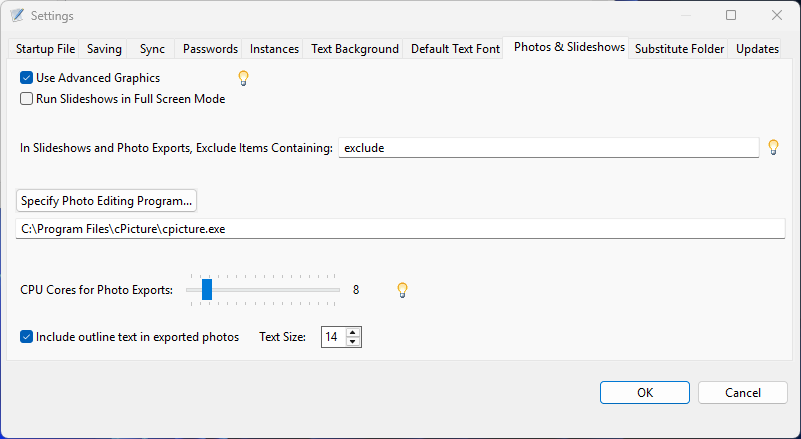 Settings
Startup File Saving Sync Passwords Instances Text Background Default Text Font Photos & Slideshows Substitute Folder Updates
Use Advanced Graphics
Run Slideshows in Full Screen Mode
In Slideshows and Photo Exports, Exclude Items Containing: exclude
Specify Photo Editing Program...
C:\Program Files\cPicture\cpicture.exe
CPU Cores for Photo Exports: 8
Include outline text in exported photos Text Size: 14
OK Cancel